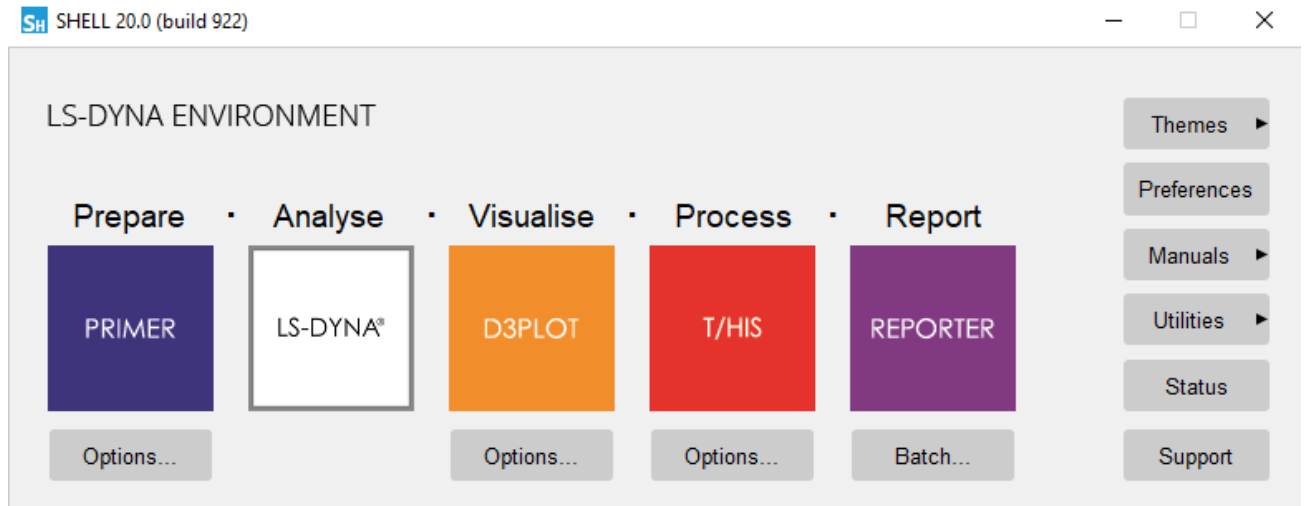 SH SHELL 20.0 (build 922)
LS-DYNA ENVIRONMENT
Themes
Preferences
Prepare · Analyse · Visualise · Process · Report
Manuals
PRIMER LS-DYNA® D3PLOT T/HIS REPORTER
Utilities
Status
Options... Options... Options... Batch... Support